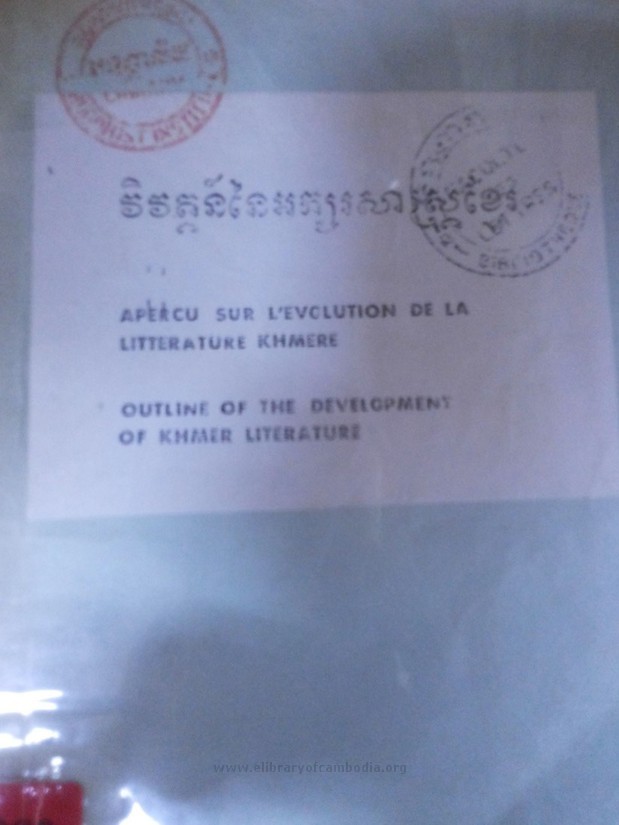 វិវត្តន៍នៃអក្សរសាស្ត្រខ្មែរ
APERCU SUR L'EVOLUTION DE LA
LITTERATURE KHMERE
OUTLINE OF THE DEVELOPMENT
OF KHMER LITERATURE
www.elibraryofcambodia.org